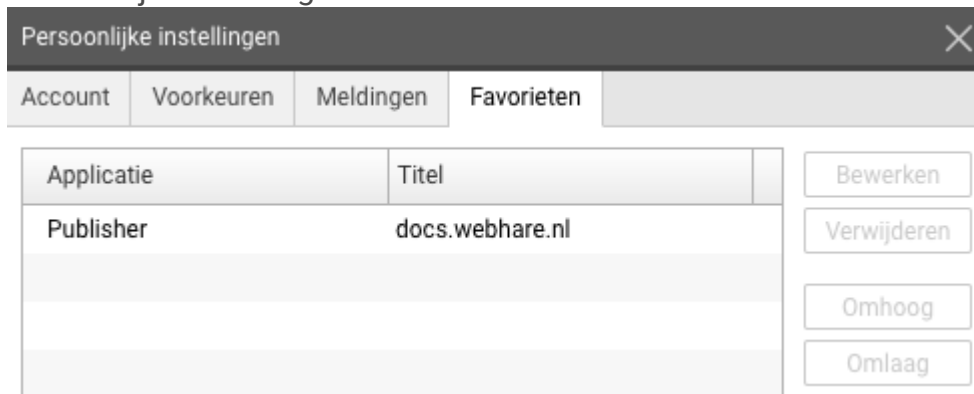 Persoonlijke instellingen
Account Voorkeuren Meldingen Favorieten
Applicatie Titel Bewerken
Publisher docs.webhare.nl Verwijderen
Omhoog
Omlaag